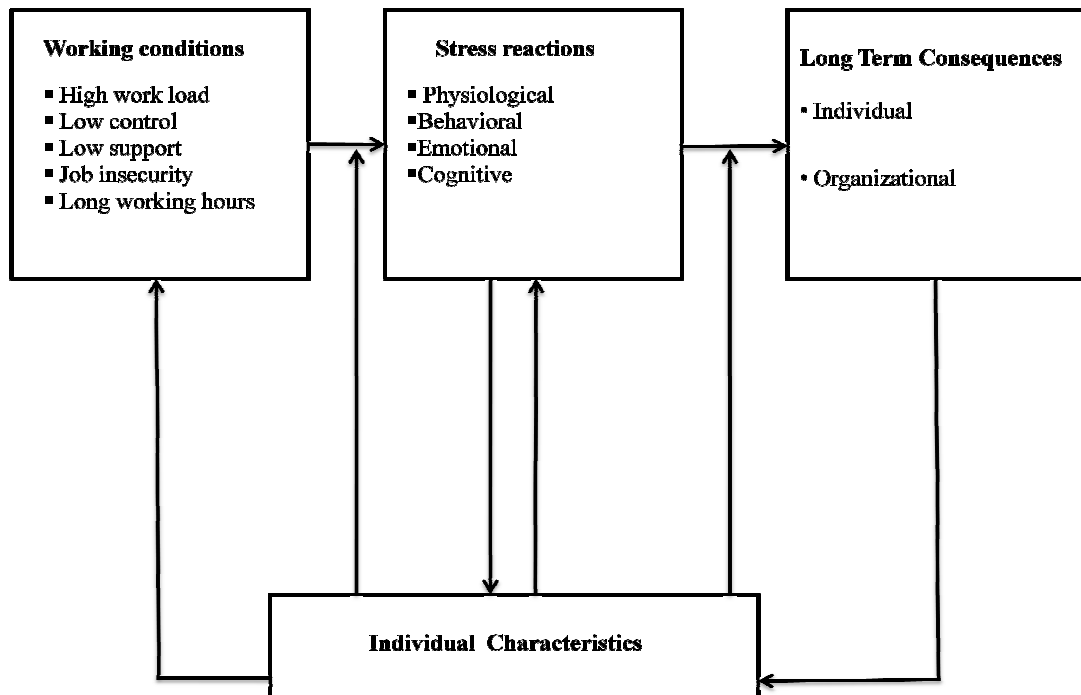 Working conditions
▪ High work load
▪ Low control
▪ Low support
▪ Job insecurity
▪ Long working hours
Stress reactions
▪ Physiological
▪Behavioral
▪Emotional
▪Cognitive
Long Term Consequences
• Individual
• Organizational
Individual Characteristics